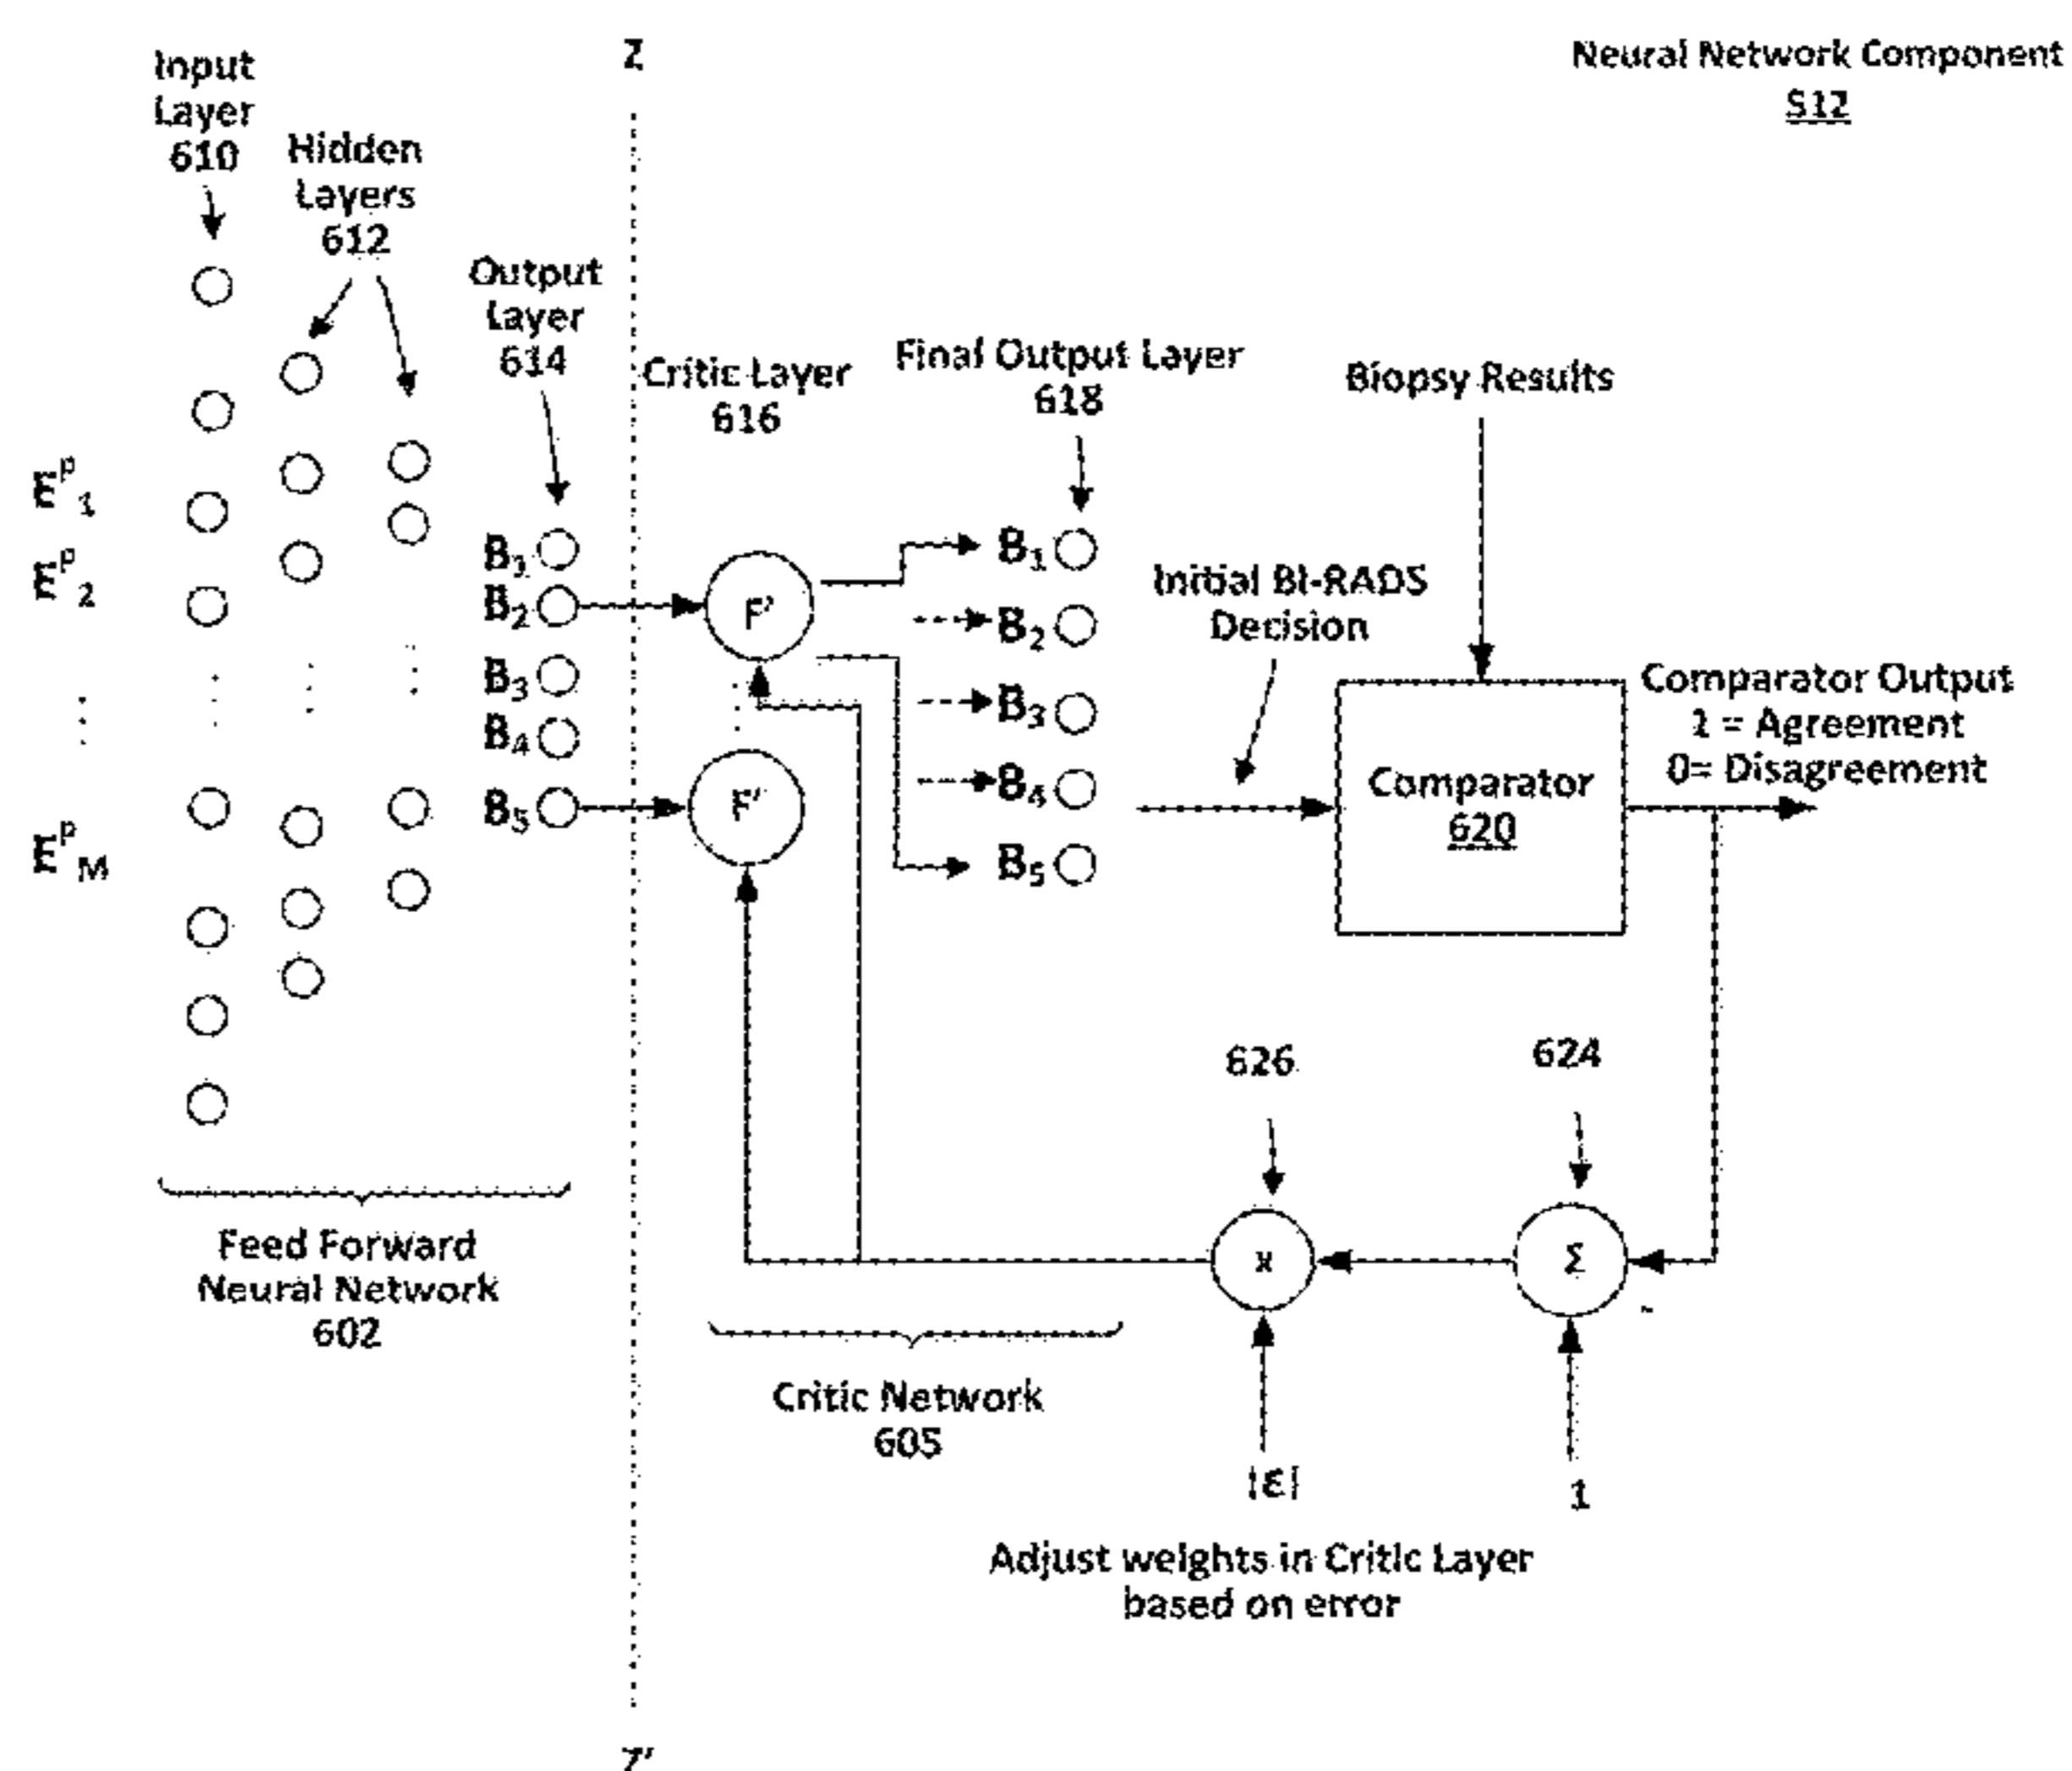 Z
Neural Network Component
512
Input
Layer
610
Hidden
Layers
612
Output
Layer
614
Critic Layer
616
Final Output Layer
618
Biopsy Results
E^p_1
E^p_2
E^p_M
B_1
B_2
B_3
B_4
B_5
F'
F'
B_1
B_2
B_3
B_4
B_5
Initial BI-RADS
Decision
Comparator
620
Comparator Output
1 = Agreement
0= Disagreement
626
624
x
Σ
-
Feed Forward
Neural Network
602
Critic Network
605
|ε|
1
Adjust weights in Critic Layer
based on error
Z'